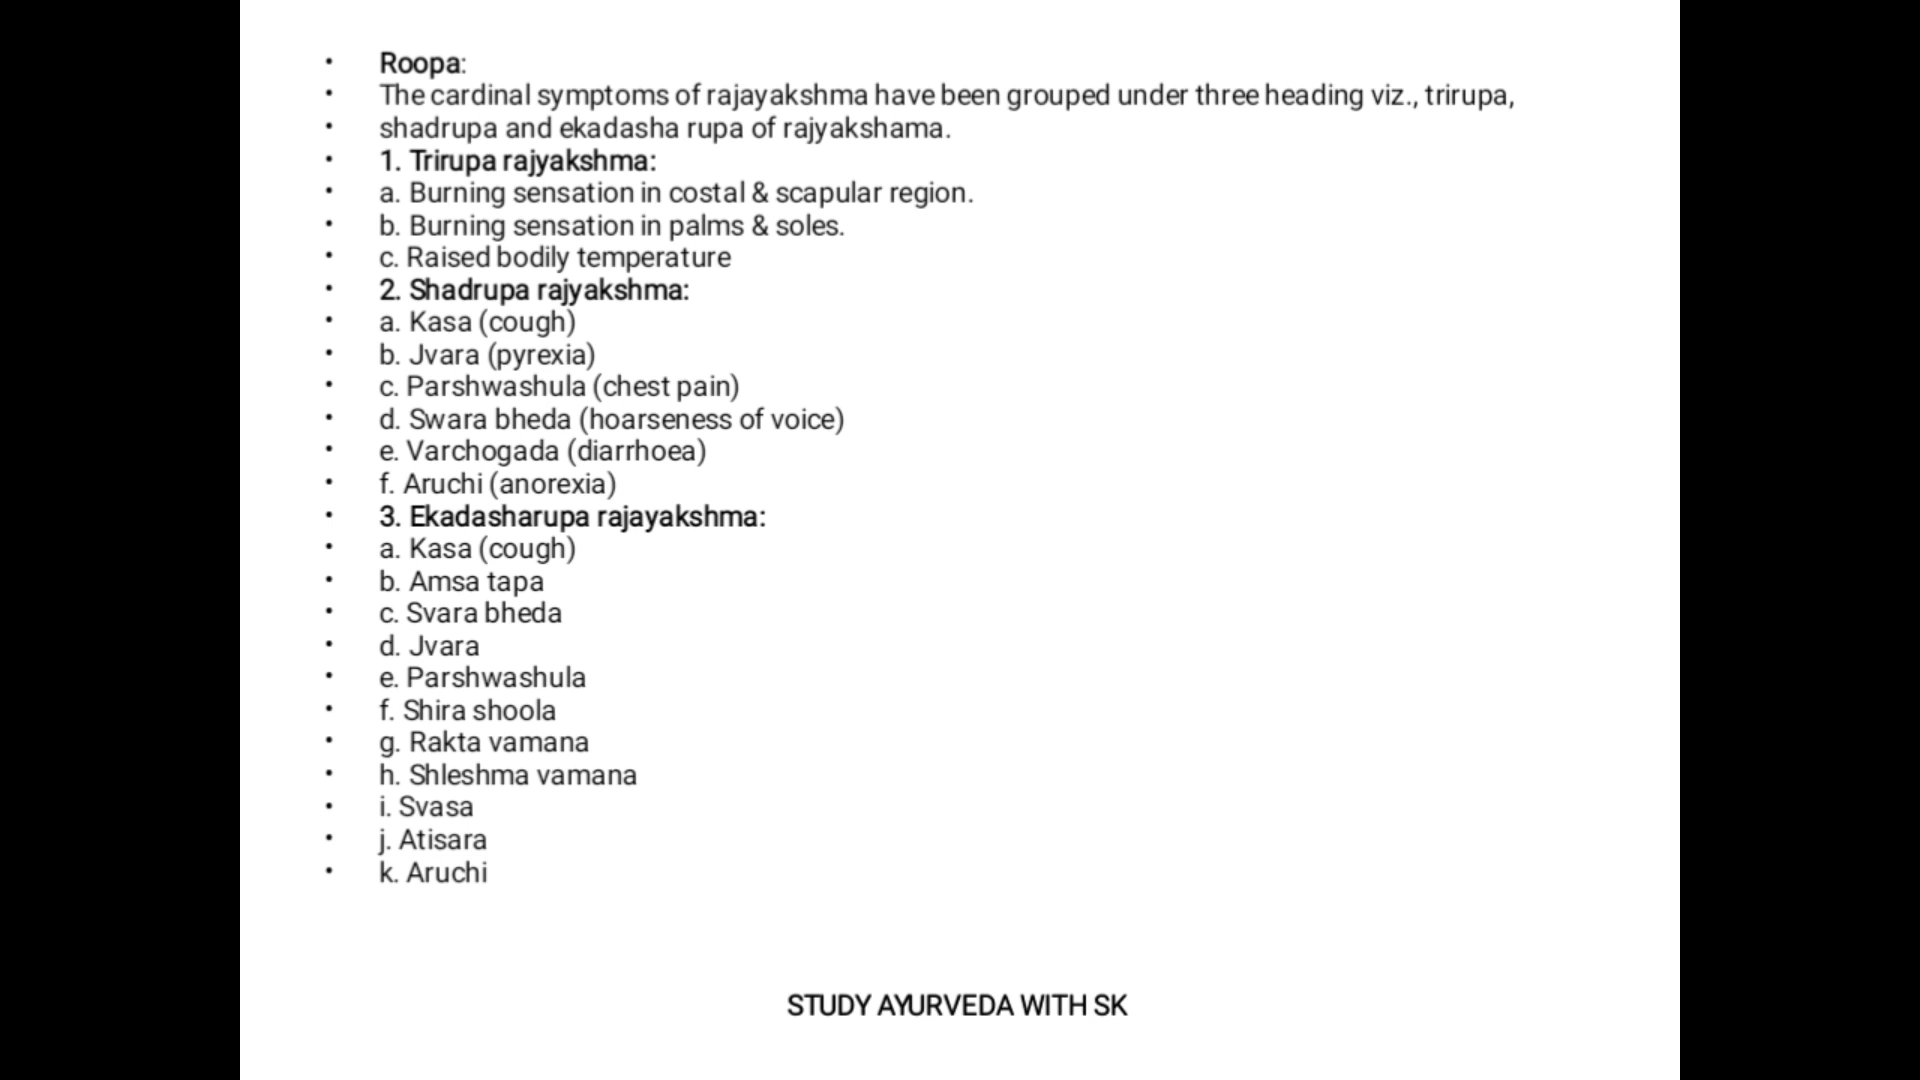 • Roopa:
• The cardinal symptoms of rajayakshma have been grouped under three heading viz., trirupa,
• shadrupa and ekadasha rupa of rajyakshama.
• 1. Trirupa rajyakshma:
• a. Burning sensation in costal & scapular region.
• b. Burning sensation in palms & soles.
• c. Raised bodily temperature
• 2. Shadrupa rajyakshma:
• a. Kasa (cough)
• b. Jvara (pyrexia)
• c. Parshwashula (chest pain)
• d. Swara bheda (hoarseness of voice)
• e. Varchogada (diarrhoea)
• f. Aruchi (anorexia)
• 3. Ekadasharupa rajayakshma:
• a. Kasa (cough)
• b. Amsa tapa
• c. Svara bheda
• d. Jvara
• e. Parshwashula
• f. Shira shoola
• g. Rakta vamana
• h. Shleshma vamana
• i. Svasa
• j. Atisara
• k. Aruchi
STUDY AYURVEDA WITH SK